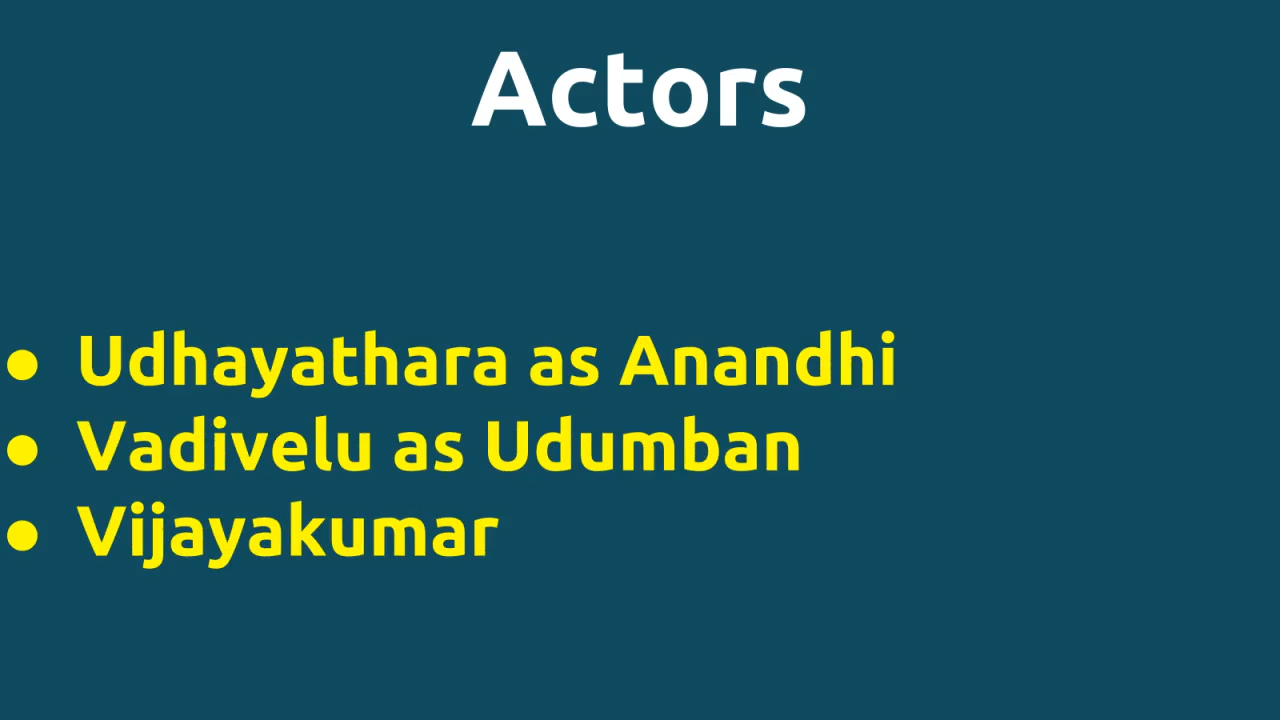 Actors
● Udhayathara as Anandhi
● Vadivelu as Udumban
● Vijayakumar